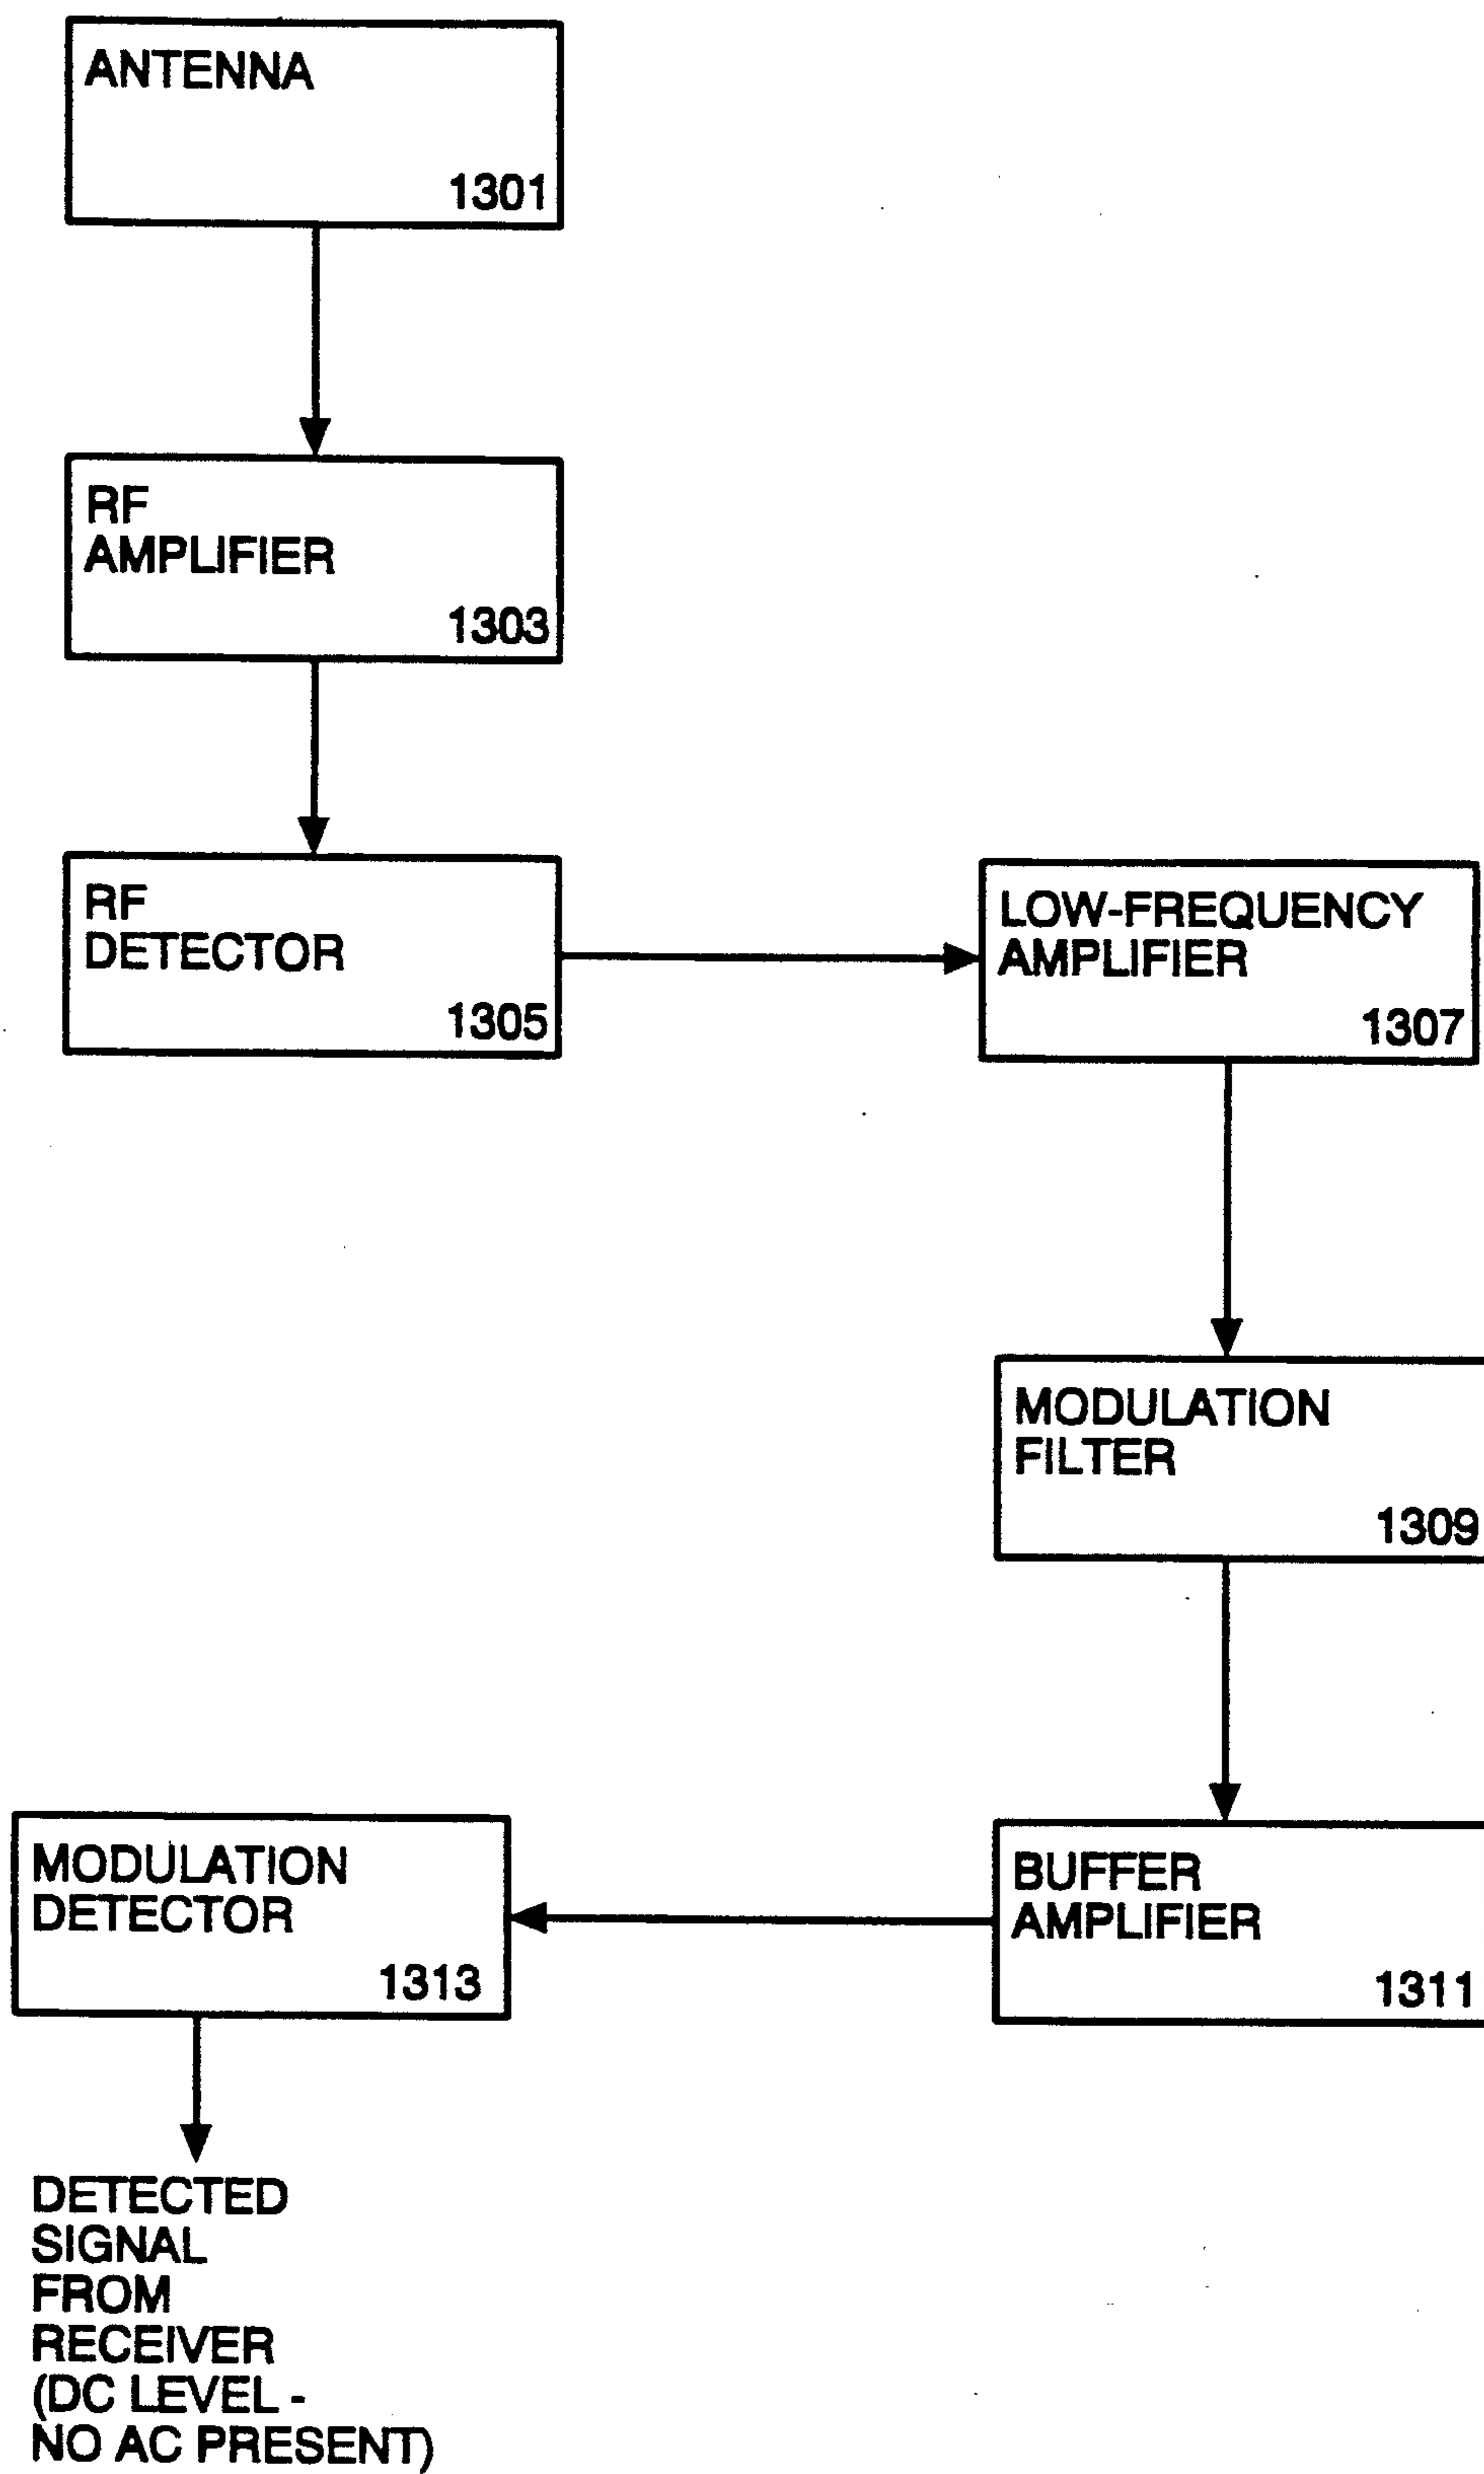 ANTENNA
1301
RF
AMPLIFIER
1303
RF
DETECTOR
1305
LOW-FREQUENCY
AMPLIFIER
1307
MODULATION
FILTER
1309
BUFFER
AMPLIFIER
1311
MODULATION
DETECTOR
1313
DETECTED
SIGNAL
FROM
RECEIVER
(DC LEVEL -
NO AC PRESENT)